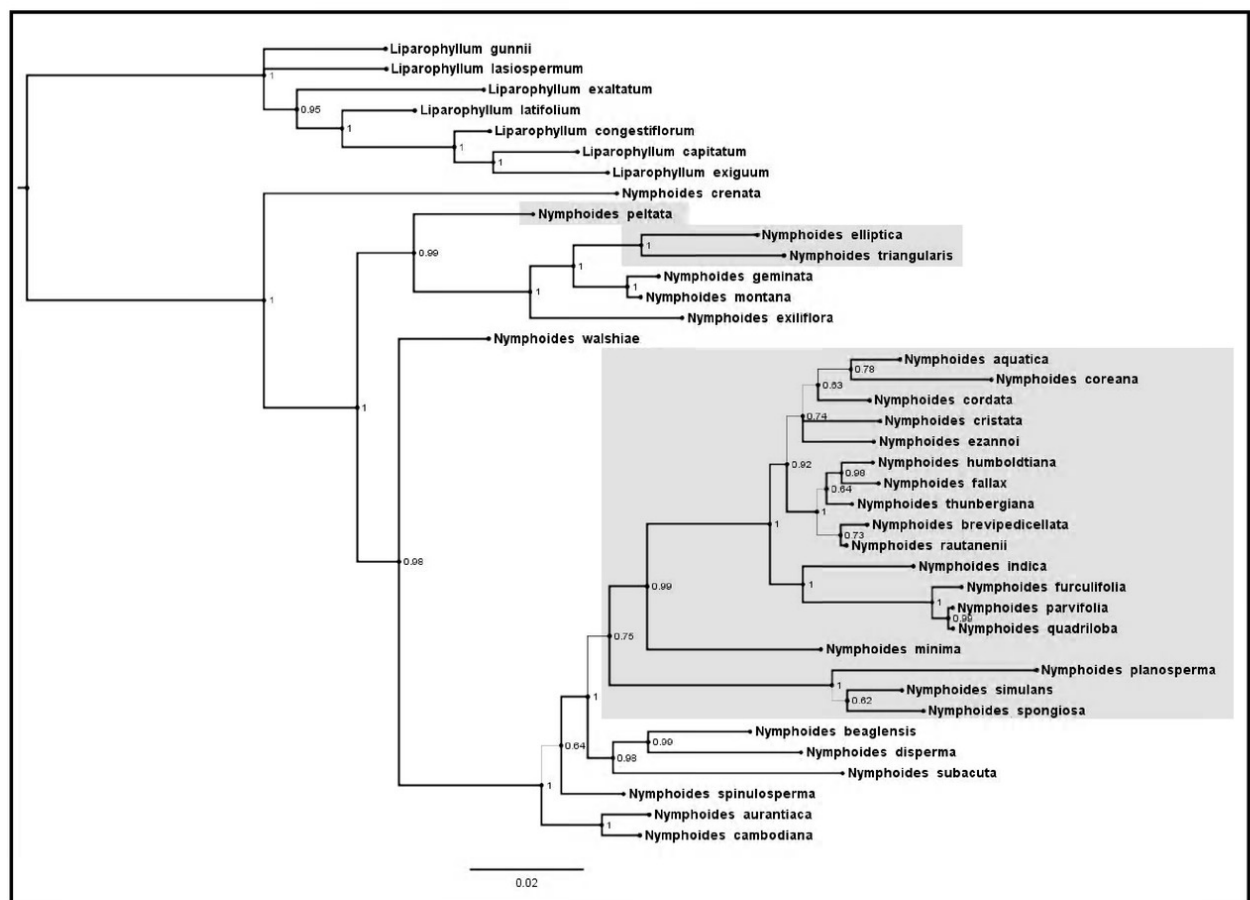 Liparophyllum gunnii
1
Liparophyllum lasiospermum
Liparophyllum exaltatum
0.95
Liparophyllum latifolium
1
Liparophyllum congestiflorum
1
Liparophyllum capitatum
1
Liparophyllum exiguum
Nymphoides crenata
Nymphoides peltata
Nymphoides elliptica
1
0.99
Nymphoides triangularis
1
Nymphoides geminata
1
1
Nymphoides montana
1
Nymphoides exiliflora
Nymphoides walshiae
Nymphoides aquatica
0.78
Nymphoides coreana
0.63
Nymphoides cordata
1
0.74
Nymphoides cristata
Nymphoides ezannoi
0.92
Nymphoides humboldtiana
0.98
Nymphoides fallax
0.64
Nymphoides thunbergiana
1
Nymphoides brevipedicellata
1
0.73
Nymphoides rautanenii
0.98
Nymphoides indica
0.99
1
Nymphoides furculifolia
1
Nymphoides parvifolia
0.99
Nymphoides quadriloba
0.75
Nymphoides minima
Nymphoides planosperma
1
Nymphoides simulans
1
0.62
Nymphoides spongiosa
Nymphoides beaglensis
0.64
0.99
Nymphoides disperma
0.98
Nymphoides subacuta
1
Nymphoides spinulosperma
Nymphoides aurantiaca
1
Nymphoides cambodiana
0.02